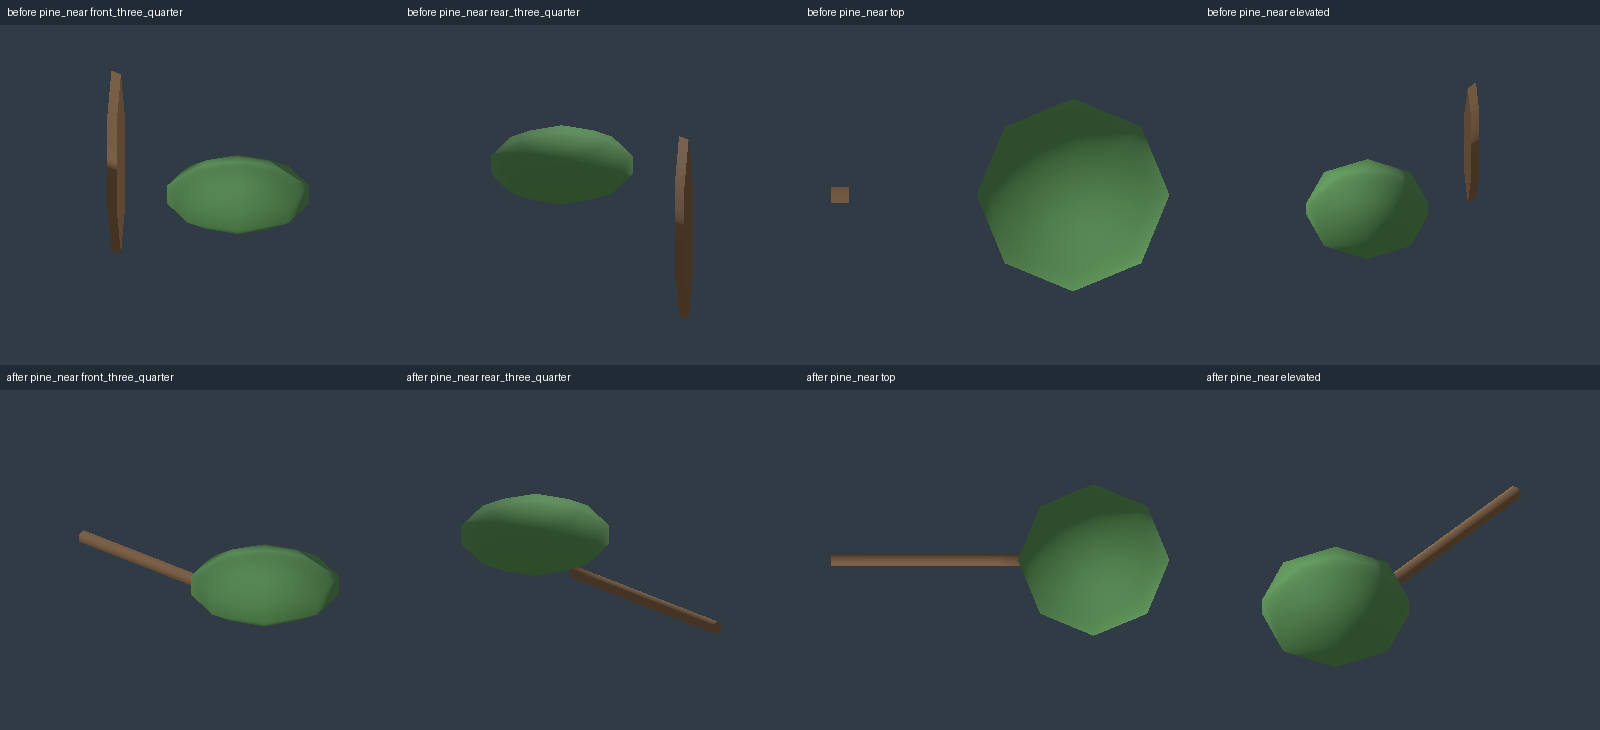 before pine_near front_three_quarter
before pine_near rear_three_quarter
before pine_near top
before pine_near elevated
after pine_near front_three_quarter
after pine_near rear_three_quarter
after pine_near top
after pine_near elevated